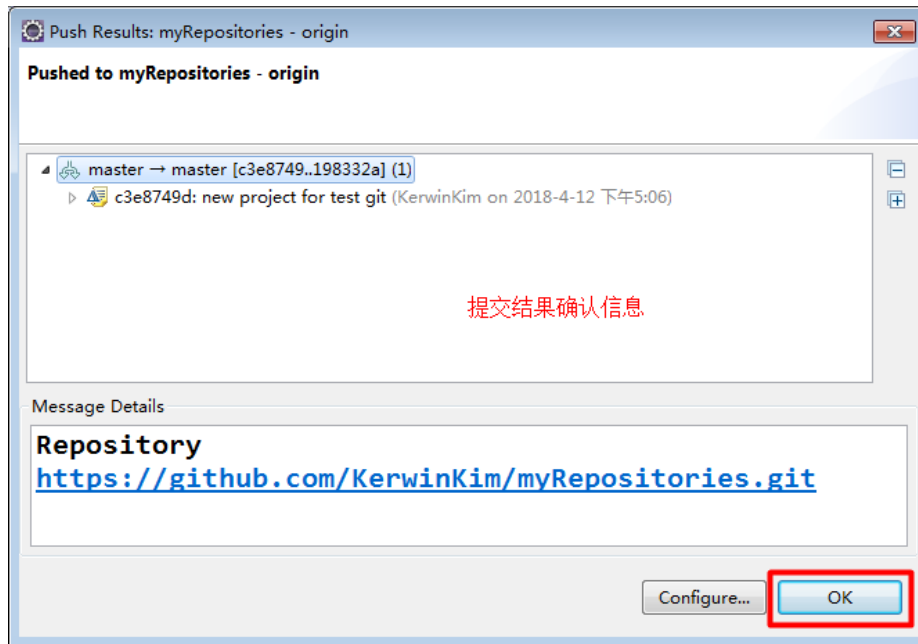 Push Results: myRepositories - origin
Pushed to myRepositories - origin
master → master [c3e8749..198332a] (1)
c3e8749d: new project for test git (KerwinKim on 2018-4-12 下午5:06)
提交结果确认信息
Message Details
Repository
https://github.com/KerwinKim/myRepositories.git
Configure... OK